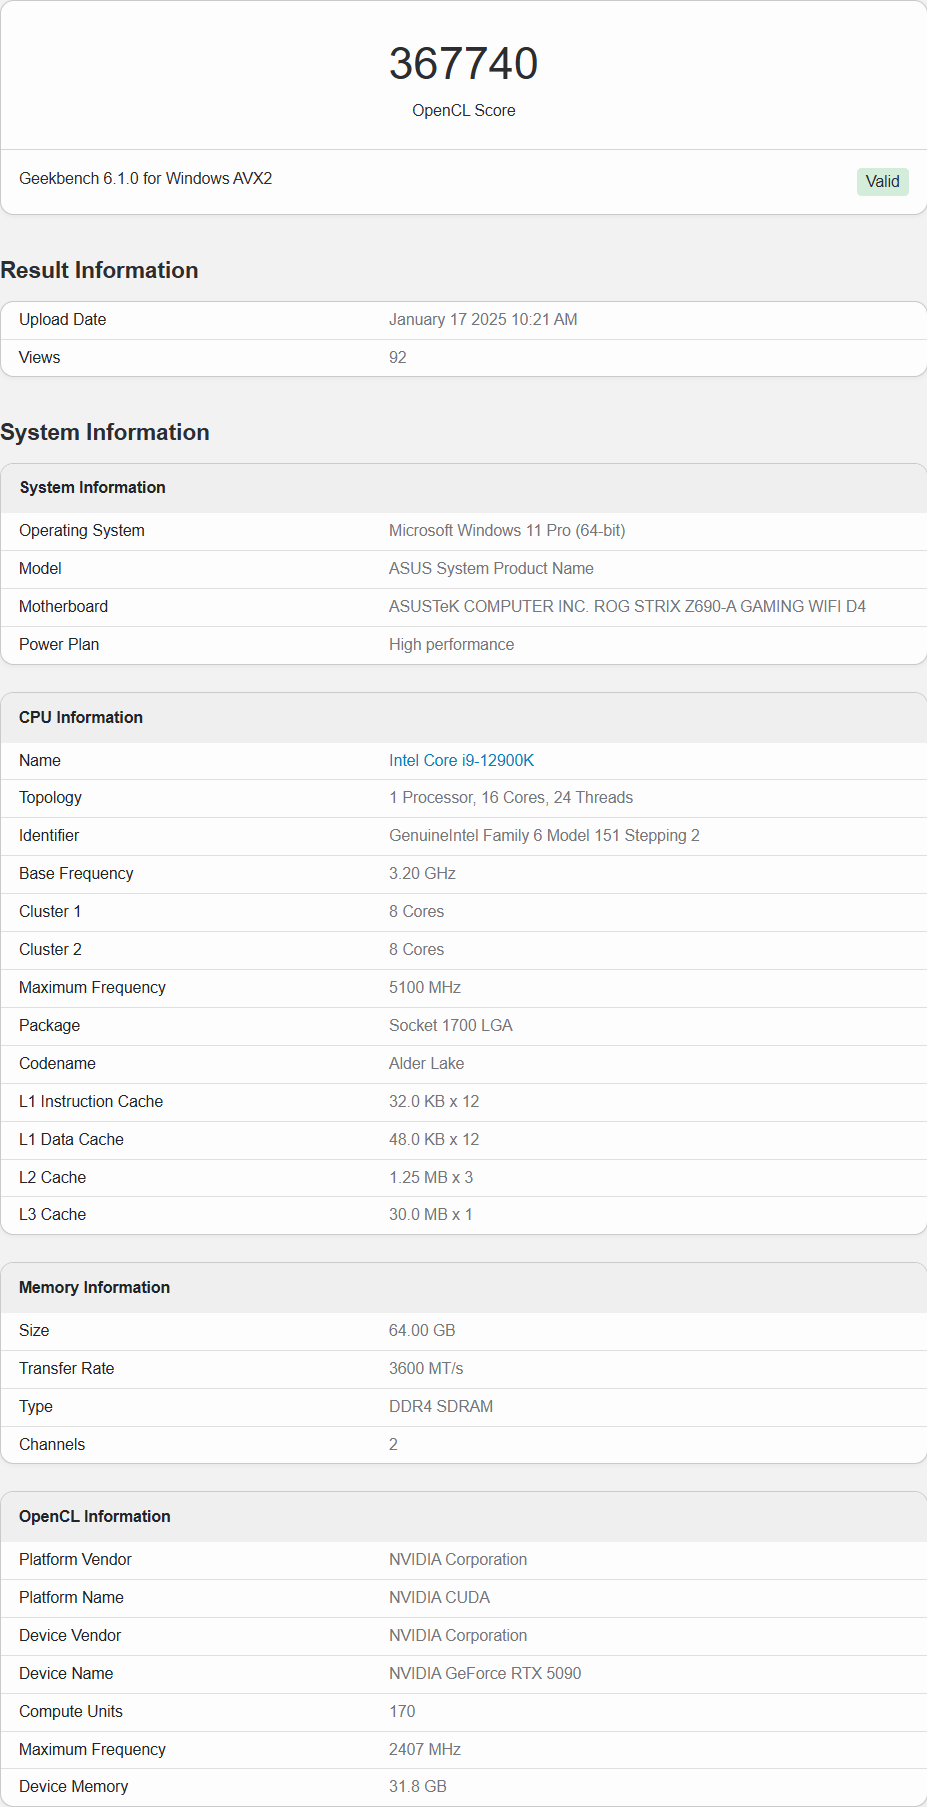 367740
OpenCL Score
Geekbench 6.1.0 for Windows AVX2
Valid
Result Information
Upload Date January 17 2025 10:21 AM
Views 92
System Information
System Information
Operating System Microsoft Windows 11 Pro (64-bit)
Model ASUS System Product Name
Motherboard ASUSTeK COMPUTER INC. ROG STRIX Z690-A GAMING WIFI D4
Power Plan High performance
CPU Information
Name Intel Core i9-12900K
Topology 1 Processor, 16 Cores, 24 Threads
Identifier GenuineIntel Family 6 Model 151 Stepping 2
Base Frequency 3.20 GHz
Cluster 1 8 Cores
Cluster 2 8 Cores
Maximum Frequency 5100 MHz
Package Socket 1700 LGA
Codename Alder Lake
L1 Instruction Cache 32.0 KB x 12
L1 Data Cache 48.0 KB x 12
L2 Cache 1.25 MB x 3
L3 Cache 30.0 MB x 1
Memory Information
Size 64.00 GB
Transfer Rate 3600 MT/s
Type DDR4 SDRAM
Channels 2
OpenCL Information
Platform Vendor NVIDIA Corporation
Platform Name NVIDIA CUDA
Device Vendor NVIDIA Corporation
Device Name NVIDIA GeForce RTX 5090
Compute Units 170
Maximum Frequency 2407 MHz
Device Memory 31.8 GB